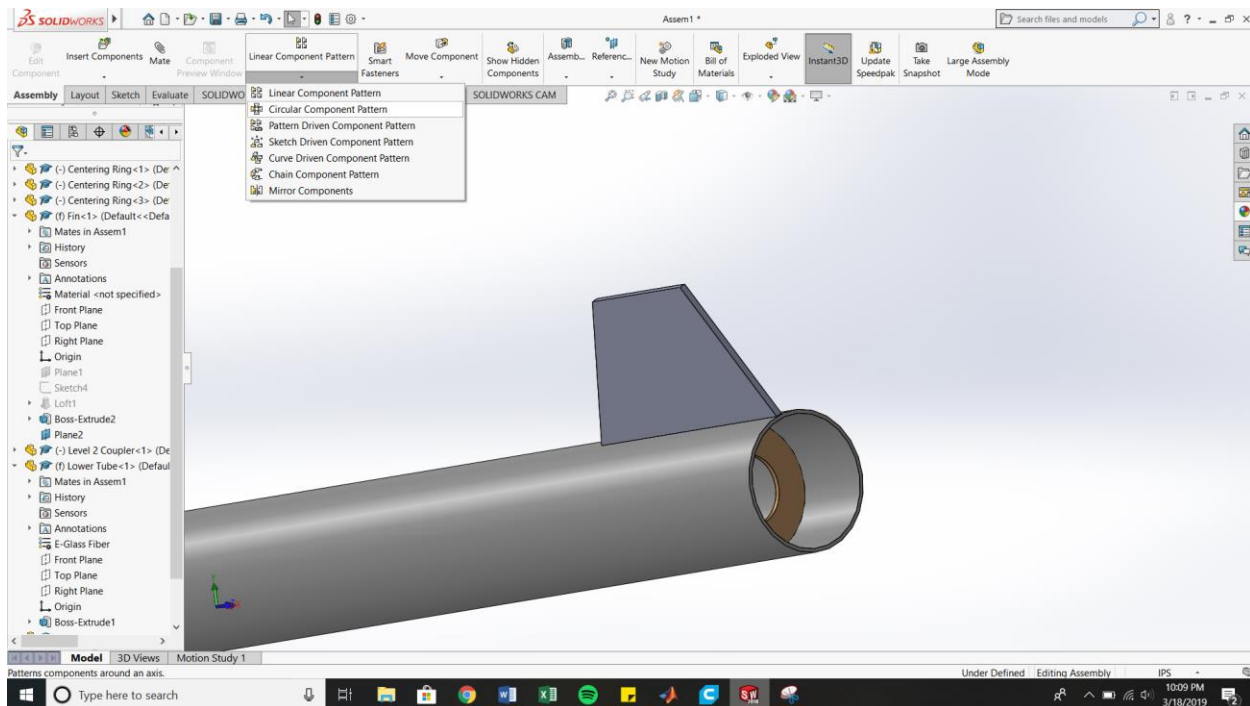 SOLIDWORKS
Assem1 *
Search files and models
Edit Component
Insert Components
Mate
Component Preview Window
Linear Component Pattern
Smart Fasteners
Move Component
Show Hidden Components
Assemb...
Referenc...
New Motion Study
Bill of Materials
Exploded View
Instant3D
Update Speedpak
Take Snapshot
Large Assembly Mode
Assembly
Layout
Sketch
Evaluate
SOLIDWO
SOLIDWORKS CAM
Linear Component Pattern
Circular Component Pattern
Pattern Driven Component Pattern
Sketch Driven Component Pattern
Curve Driven Component Pattern
Chain Component Pattern
Mirror Components
(-) Centering Ring<1> (De
(-) Centering Ring<2> (De
(-) Centering Ring<3> (De
(f) Fin<1> (Default<<Defa
Mates in Assem1
History
Sensors
Annotations
Material <not specified>
Front Plane
Top Plane
Right Plane
Origin
Plane1
Sketch4
Loft1
Boss-Extrude2
Plane2
(-) Level 2 Coupler<1> (De
(f) Lower Tube<1> (Defaul
Mates in Assem1
History
Sensors
Annotations
E-Glass Fiber
Front Plane
Top Plane
Right Plane
Origin
Boss-Extrude1
Model
3D Views
Motion Study 1
Patterns components around an axis.
Under Defined
Editing Assembly
IPS
Type here to search
10:09 PM
3/18/2019